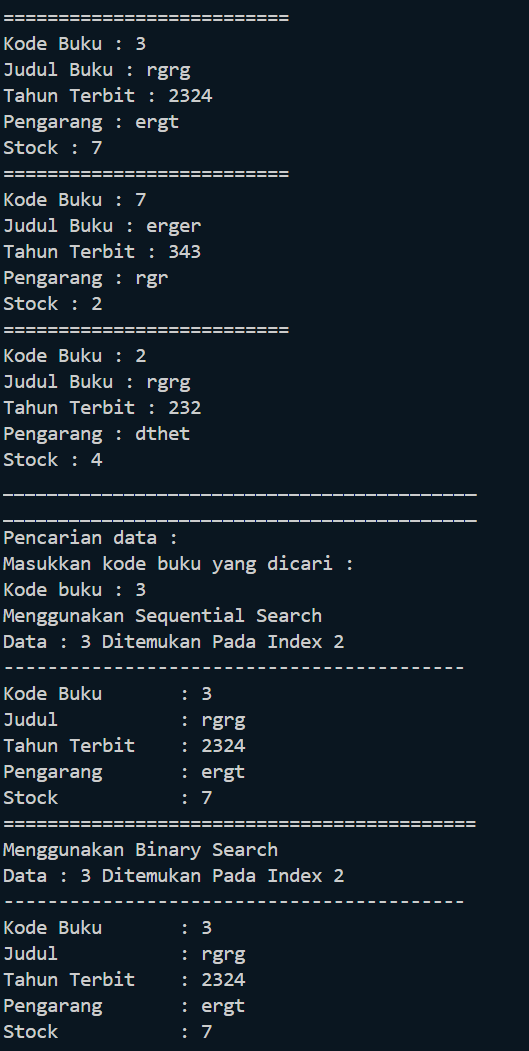 ==========================
Kode Buku : 3
Judul Buku : rgrg
Tahun Terbit : 2324
Pengarang : ergt
Stock : 7
==========================
Kode Buku : 7
Judul Buku : erger
Tahun Terbit : 343
Pengarang : rgr
Stock : 2
==========================
Kode Buku : 2
Judul Buku : rgrg
Tahun Terbit : 232
Pengarang : dthet
Stock : 4
___________________________________________
___________________________________________
Pencarian data :
Masukkan kode buku yang dicari :
Kode buku : 3
Menggunakan Sequential Search
Data : 3 Ditemukan Pada Index 2
------------------------------------------
Kode Buku       : 3
Judul           : rgrg
Tahun Terbit    : 2324
Pengarang       : ergt
Stock           : 7
===========================================
Menggunakan Binary Search
Data : 3 Ditemukan Pada Index 2
------------------------------------------
Kode Buku       : 3
Judul           : rgrg
Tahun Terbit    : 2324
Pengarang       : ergt
Stock           : 7